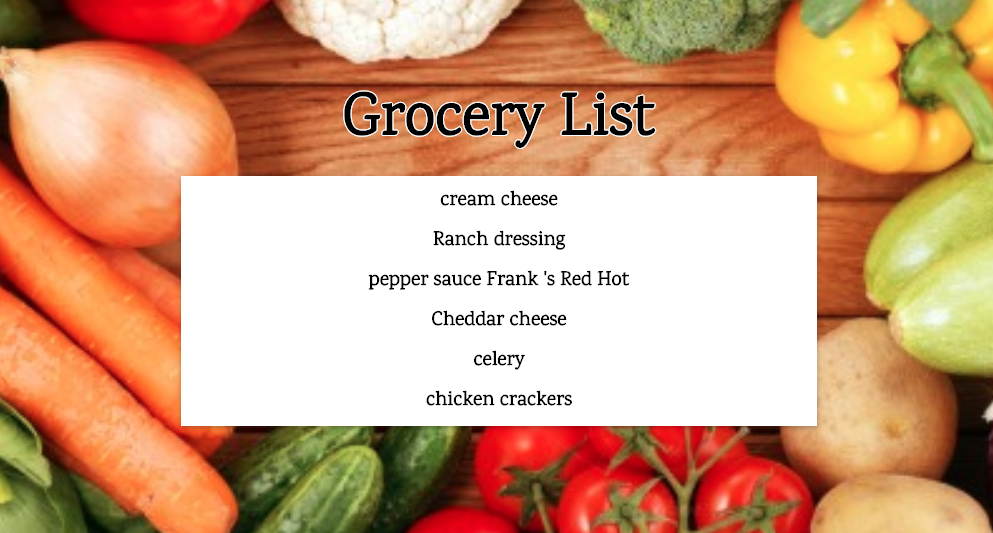 Grocery List
cream cheese
Ranch dressing
pepper sauce Frank 's Red Hot
Cheddar cheese
celery
chicken crackers